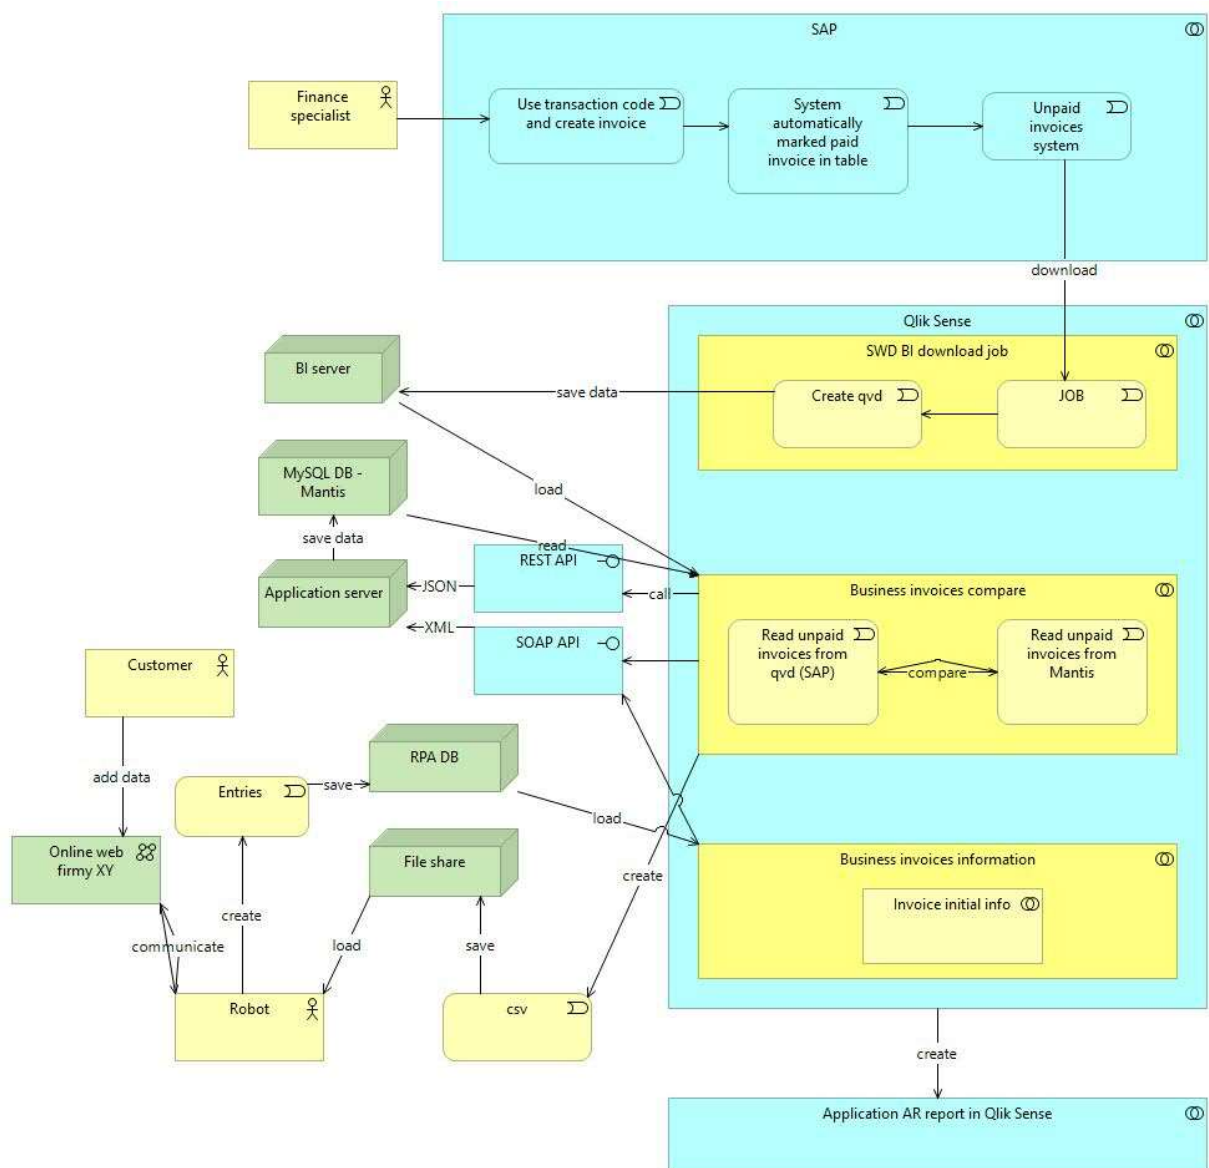 SAP
Finance
specialist
Use transaction code
and create invoice
System
automatically
marked paid
invoice in table
Unpaid
invoices
system
download
Qlik Sense
SWD BI download job
BI server
save data
Create qvd
JOB
MySQL DB -
Mantis
load
save data
read
REST API
Application server
JSON
call
Business invoices compare
XML
SOAP API
Read unpaid
invoices from
qvd (SAP)
compare
Read unpaid
invoices from
Mantis
Customer
add data
RPA DB
Entries
save
load
Online web
firmy XY
File share
Business invoices information
create
Invoice initial info
create
communicate
load
save
Robot
csv
create
Application AR report in Qlik Sense